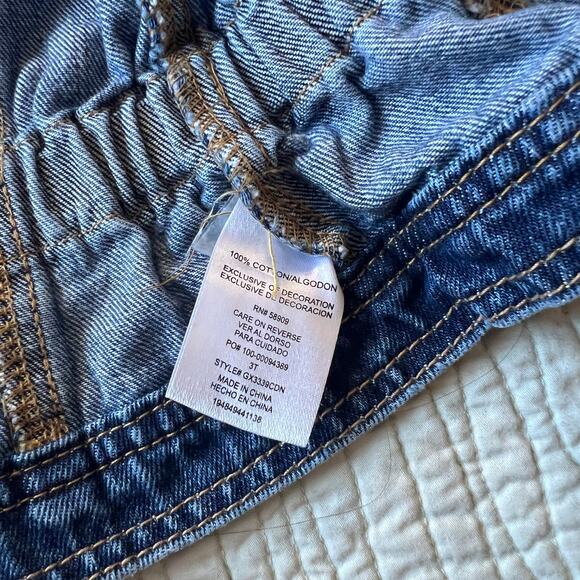 100% COTTON/ALGODON
EXCLUSIVE OF DECORATION
EXCLUSIVE DE DECORACION
RN# 58909
CARE ON REVERSE
VER AL DORSO
PARA CUIDADO
PO# 100-00094389
3T
STYLE# GX3339CDN
MADE IN CHINA
HECHO EN CHINA
194849441138